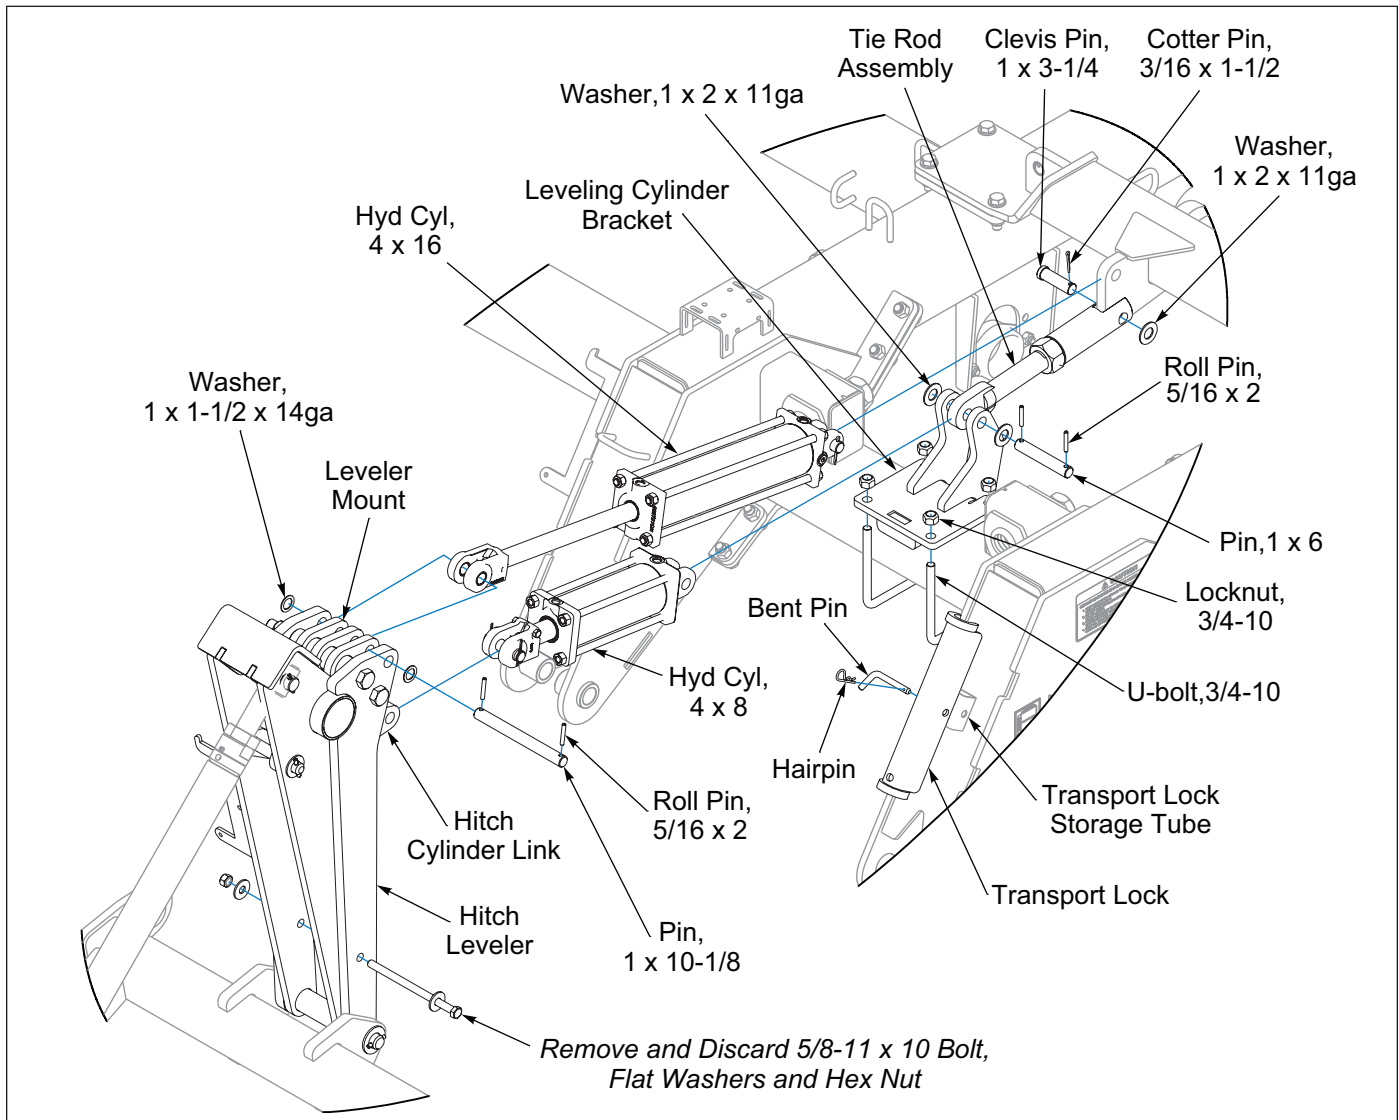 Tie Rod
Assembly
Clevis Pin,
1 x 3-1/4
Cotter Pin,
3/16 x 1-1/2
Washer,1 x 2 x 11ga
Washer,
1 x 2 x 11ga
Leveling Cylinder
Bracket
Hyd Cyl,
4 x 16
Washer,
1 x 1-1/2 x 14ga
Roll Pin,
5/16 x 2
Leveler
Mount
Pin,1 x 6
Locknut,
3/4-10
Bent Pin
U-bolt,3/4-10
Hyd Cyl,
4 x 8
Hairpin
Roll Pin,
5/16 x 2
Transport Lock
Storage Tube
Hitch
Cylinder Link
Transport Lock
Hitch
Leveler
Pin,
1 x 10-1/8
Remove and Discard 5/8-11 x 10 Bolt,
Flat Washers and Hex Nut